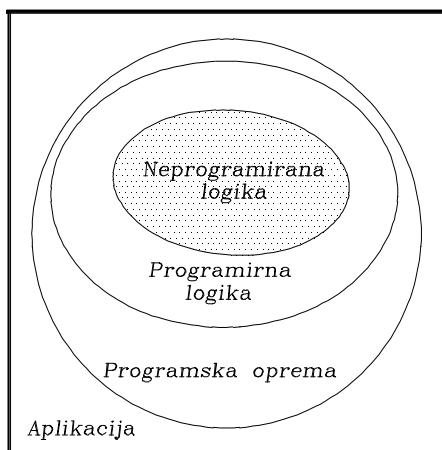 Neprogramirana
logika
Programirna
logika
Programska oprema
Aplikacija